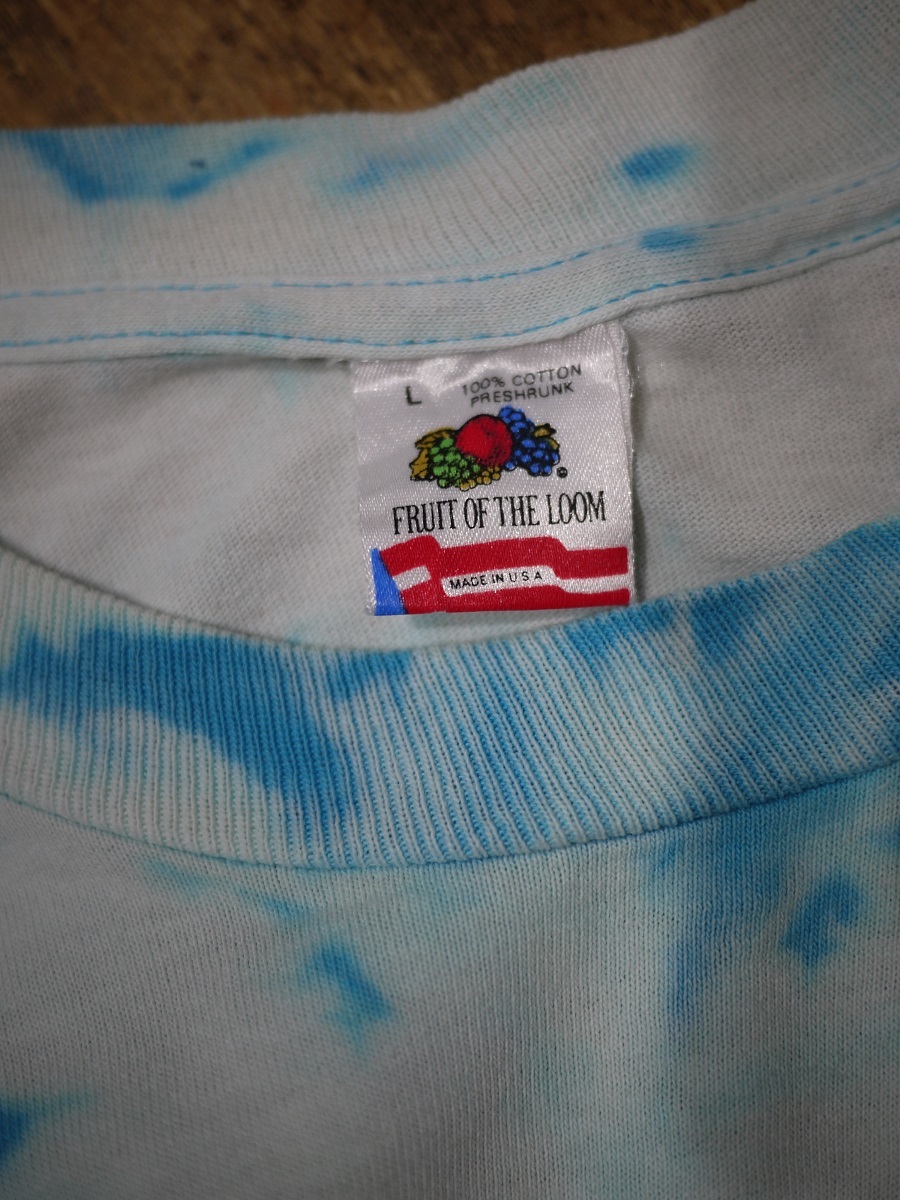 L
100% COTTON
PRESHRUNK
FRUIT OF THE LOOM
MADE IN U S A